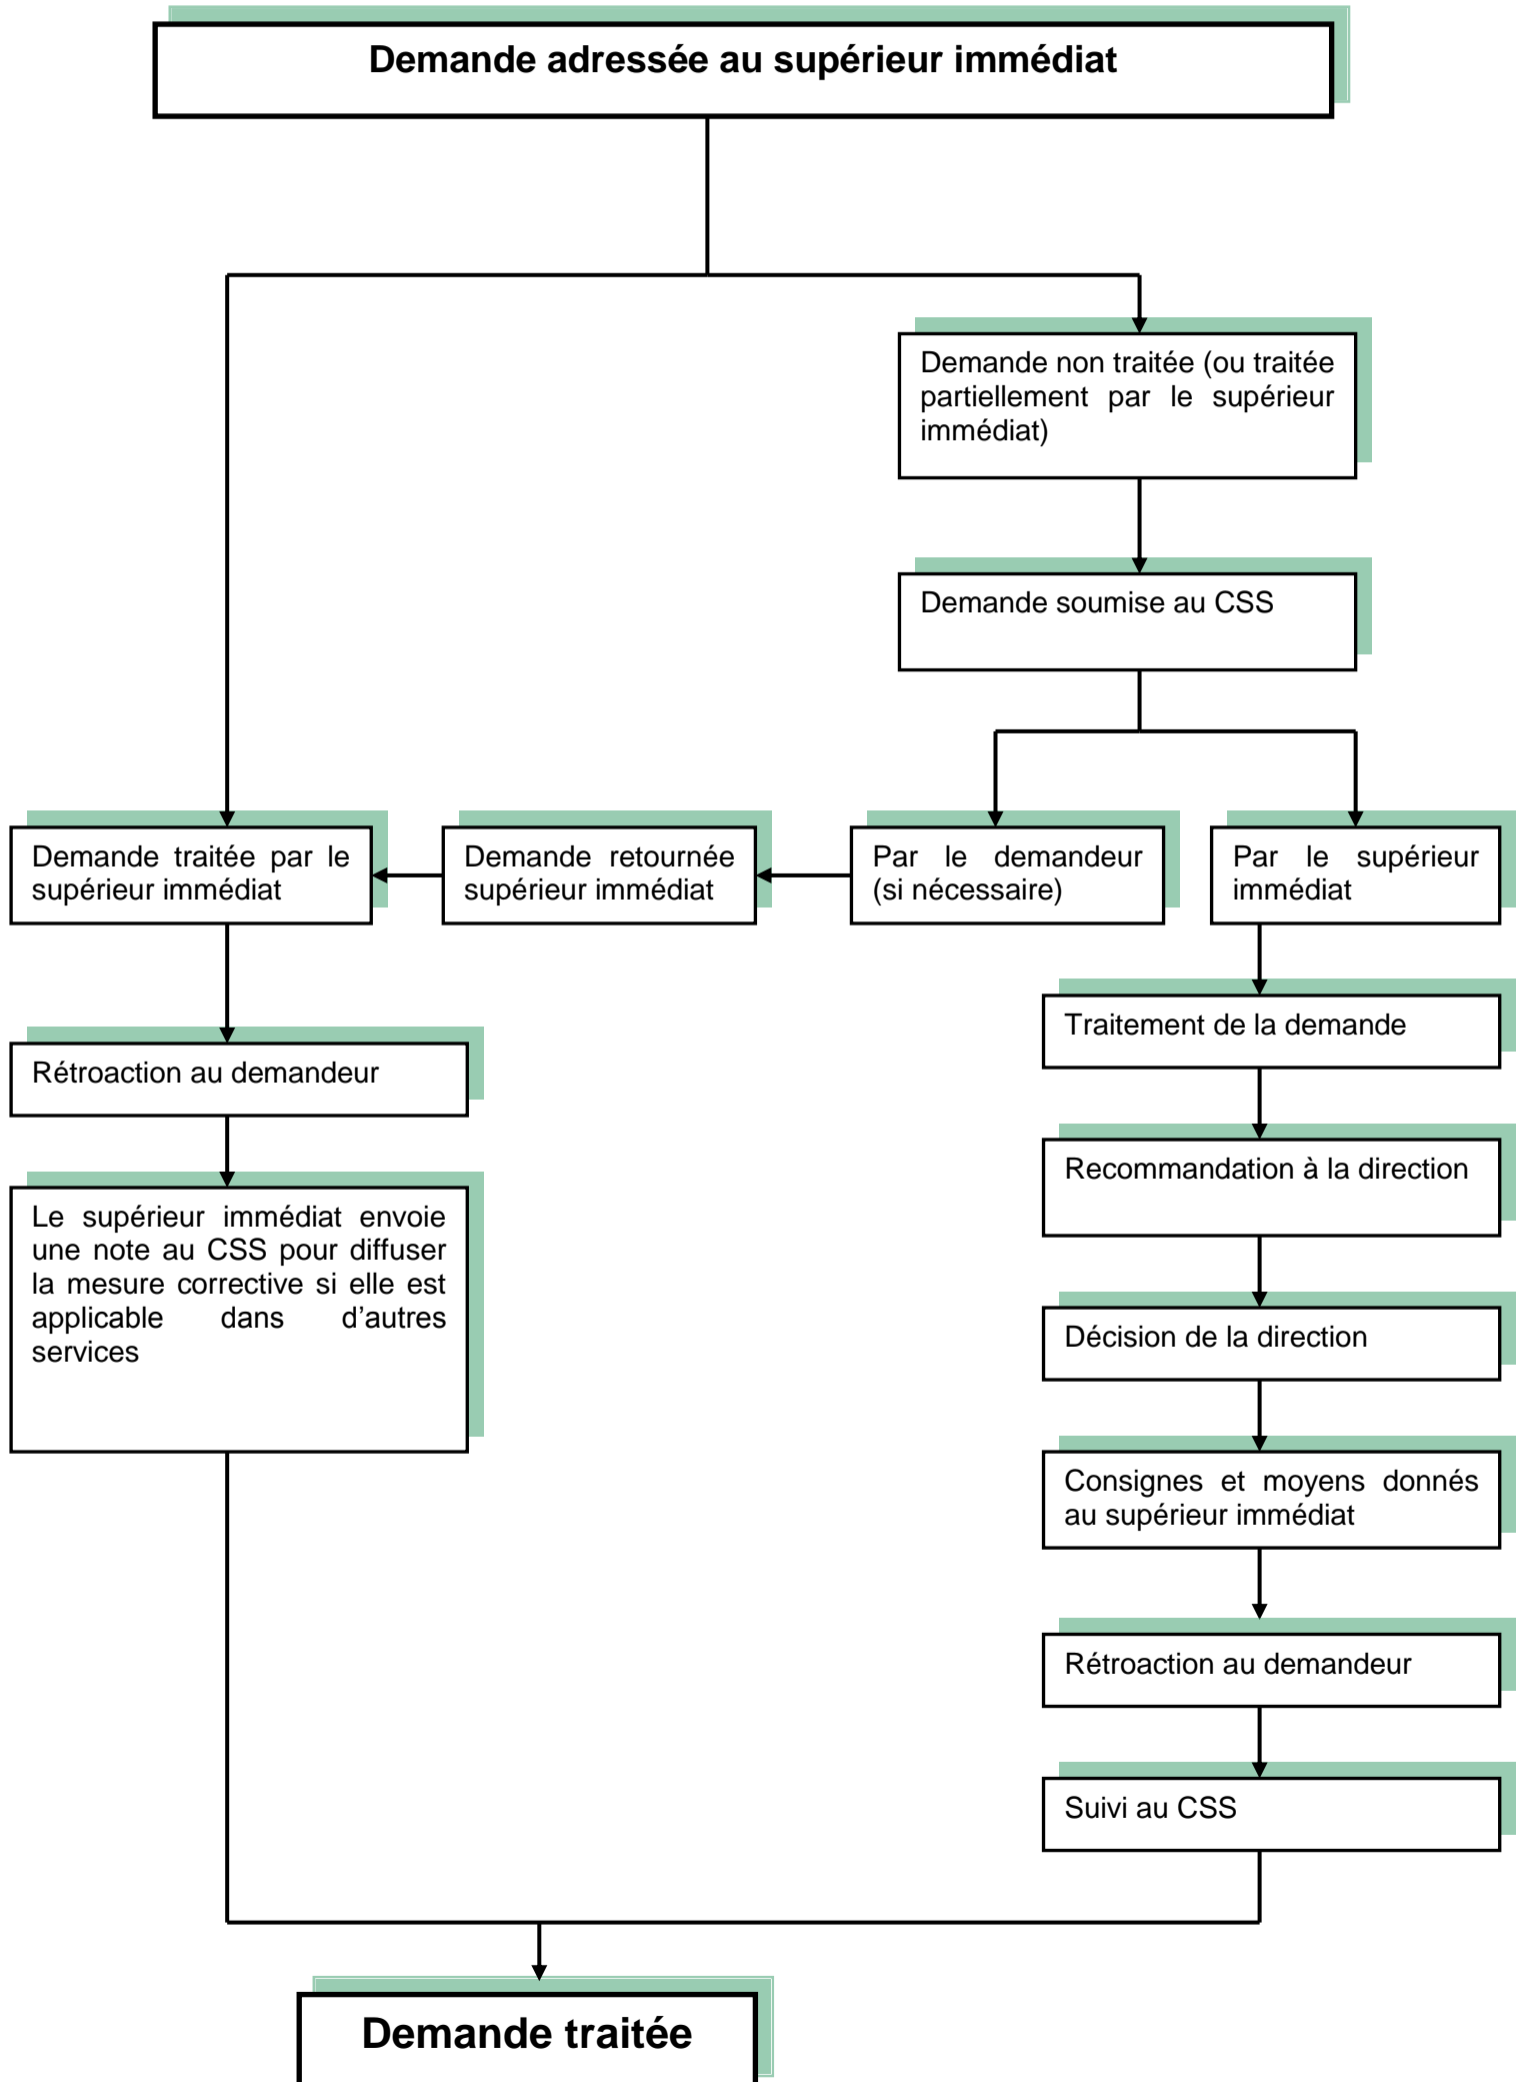 Demande adressée au supérieur immédiat
Demande non traitée (ou traitée
partiellement par le supérieur
immédiat)
Demande soumise au CSS
Demande traitée par le
supérieur immédiat
Demande retournée
supérieur immédiat
Par le demandeur
(si nécessaire)
Par le supérieur
immédiat
Rétroaction au demandeur
Le supérieur immédiat envoie
une note au CSS pour diffuser
la mesure corrective si elle est
applicable dans d’autres
services
Traitement de la demande
Recommandation à la direction
Décision de la direction
Consignes et moyens donnés
au supérieur immédiat
Rétroaction au demandeur
Suivi au CSS
Demande traitée